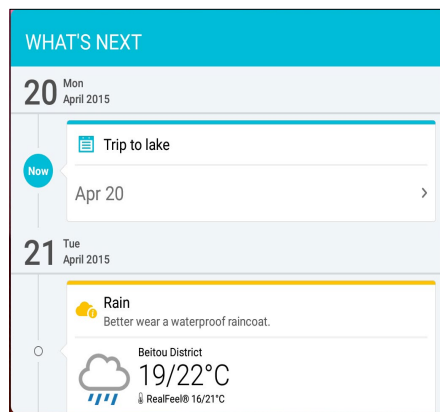 WHAT'S NEXT
20 Mon
April 2015
Trip to lake
Now
Apr 20
21 Tue
April 2015
Rain
Better wear a waterproof raincoat.
Beitou District
19/22°C
RealFeel® 16/21°C